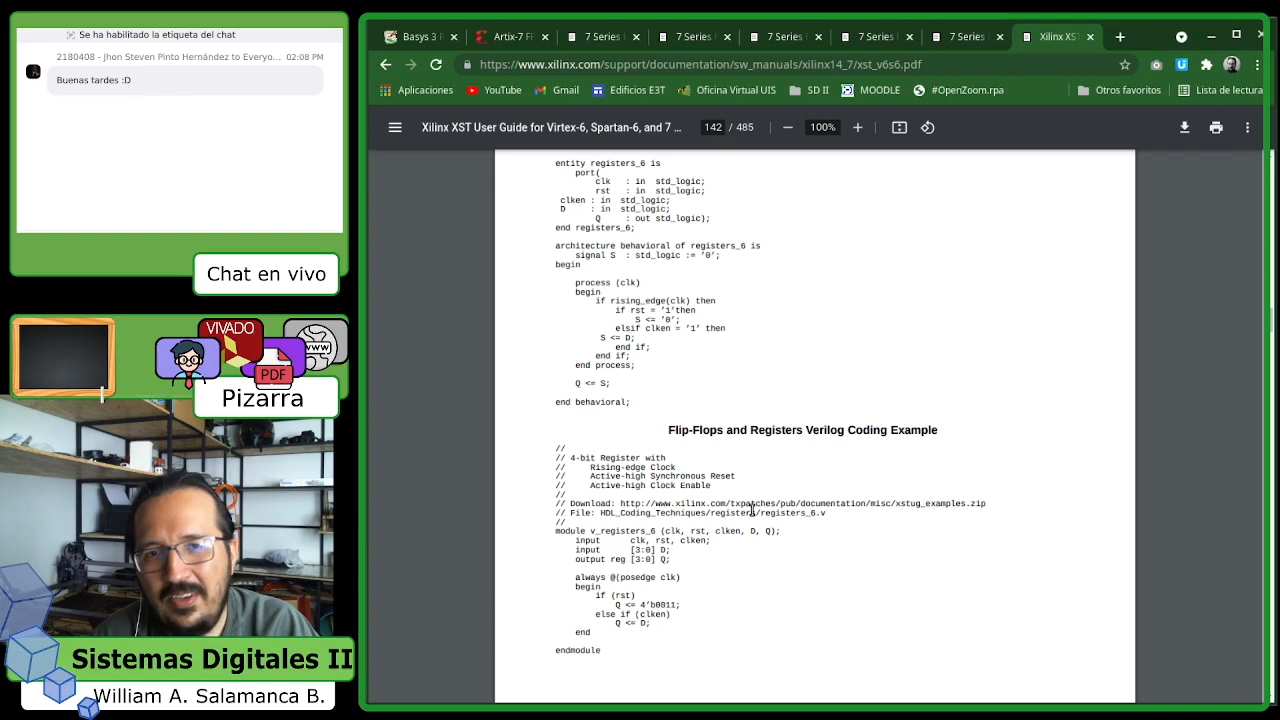 Se ha habilitado la etiqueta del chat
2180408 - Jhon Steven Pinto Hernández to Everyo... 02:08 PM
Buenas tardes :D
Chat en vivo
VIVADO
WWW
PDF
Pizarra
Sistemas Digitales II
William A. Salamanca B.
Basys 3 F
Artix-7 FP
7 Series
7 Series
7 Series
7 Series
7 Series
Xilinx XST
https://www.xilinx.com/support/documentation/sw_manuals/xilinx14_7/xst_v6s6.pdf
Aplicaciones
YouTube
Gmail
Edificios E3T
Oficina Virtual UIS
SD II
MOODLE
#OpenZoom.rpa
Otros favoritos
Lista de lectura
Xilinx XST User Guide for Virtex-6, Spartan-6, and 7 ...
142 / 485
100%
entity registers_6 is
port(
clk : in std_logic;
rst : in std_logic;
clken : in std_logic;
D : in std_logic;
Q : out std_logic);
end registers_6;
architecture behavioral of registers_6 is
signal S : std_logic := '0';
begin
process (clk)
begin
if rising_edge(clk) then
if rst = '1'then
S <= '0';
elsif clken = '1' then
S <= D;
end if;
end if;
end process;
Q <= S;
end behavioral;
Flip-Flops and Registers Verilog Coding Example
//
// 4-bit Register with
// Rising-edge Clock
// Active-high Synchronous Reset
// Active-high Clock Enable
//
// Download: http://www.xilinx.com/txpatches/pub/documentation/misc/xstug_examples.zip
// File: HDL_Coding_Techniques/registers/registers_6.v
//
module v_registers_6 (clk, rst, clken, D, Q);
input clk, rst, clken;
input [3:0] D;
output reg [3:0] Q;
always @(posedge clk)
begin
if (rst)
Q <= 4'b0011;
else if (clken)
Q <= D;
end
endmodule